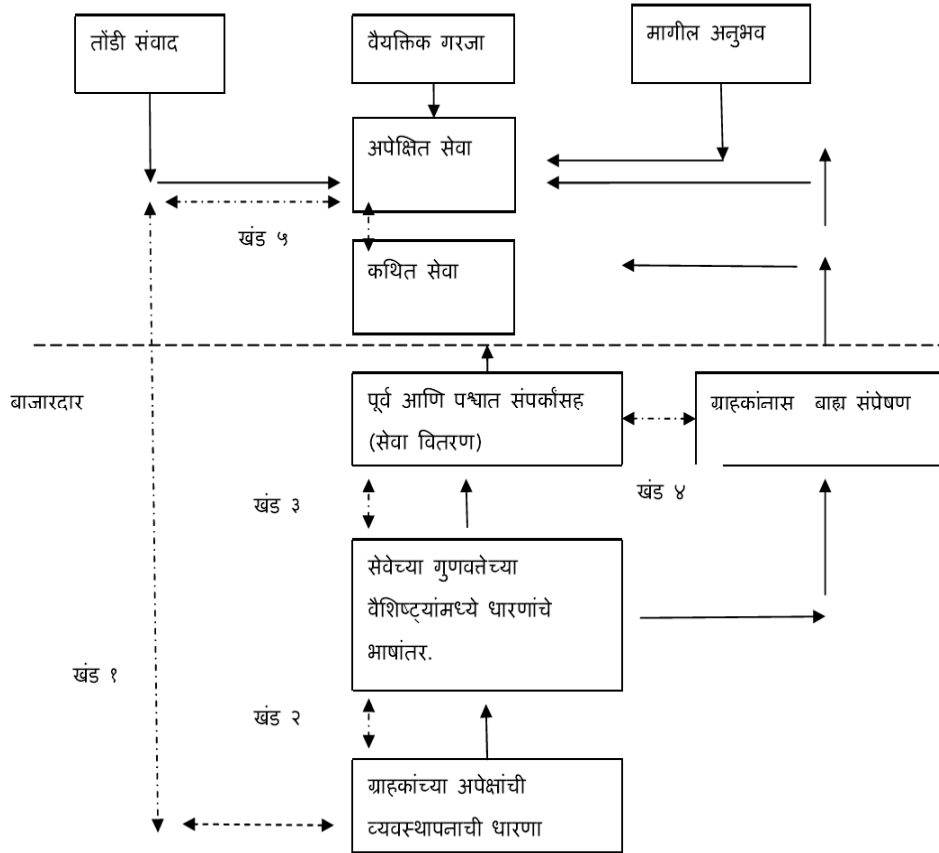 तोंडी संवाद
वैयक्तिक गरजा
मागील अनुभव
अपेक्षित सेवा
खंड ५
कथित सेवा
बाजारदार
पूर्व आणि पश्चात संपर्कांसह
(सेवा वितरण)
ग्राहकांनास बाह्य संप्रेषण
खंड ३
खंड ४
सेवेच्या गुणवत्तेच्या
वैशिष्ट्यांमध्ये धारणांचे
भाषांतर.
खंड १
खंड २
ग्राहकांच्या अपेक्षांची
व्यवस्थापनाची धारणा